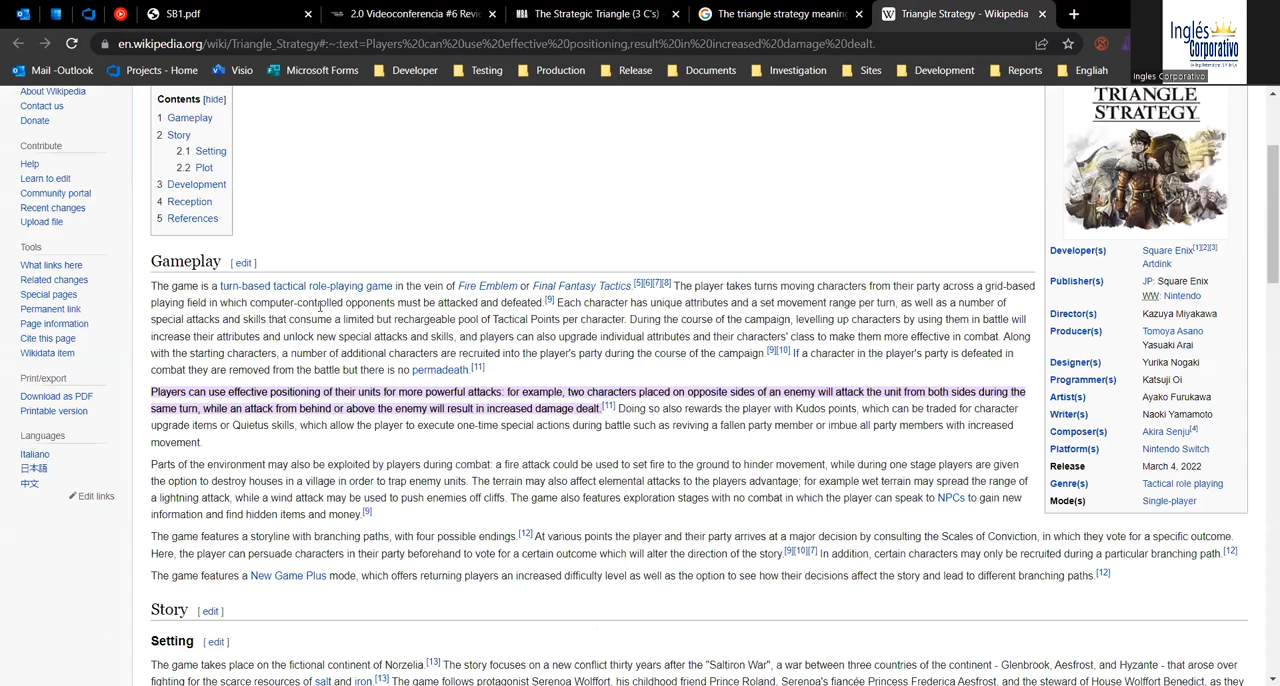 SB1.pdf
2.0 Videoconferencia #6 Revi
The Strategic Triangle (3 C's)
The triangle strategy meaning
Triangle Strategy - Wikipedia
en.wikipedia.org/wiki/Triangle_Strategy#:~:text=Players%20can%20use%20effective%20positioning,result%20in%20increased%20damage%20dealt.
Inglés
Corporativo
Ingles Corporativo
Mail -Outlook
Projects - Home
Visio
Microsoft Forms
Developer
Testing
Production
Release
Documents
Investigation
Sites
Development
Reports
English
About Wikipedia
Contact us
Donate
Contribute
Help
Learn to edit
Community portal
Recent changes
Upload file
Tools
What links here
Related changes
Special pages
Permanent link
Page information
Cite this page
Wikidata item
Print/export
Download as PDF
Printable version
Languages
Italiano
日本語
中文
Edit links
Contents [hide]
1 Gameplay
2 Story
2.1 Setting
2.2 Plot
3 Development
4 Reception
5 References
Gameplay [ edit ]
The game is a turn-based tactical role-playing game in the vein of Fire Emblem or Final Fantasy Tactics.[5][6][7][8] The player takes turns moving characters from their party across a grid-based
playing field in which computer-controlled opponents must be attacked and defeated.[9] Each character has unique attributes and a set movement range per turn, as well as a number of
special attacks and skills that consume a limited but rechargeable pool of Tactical Points per character. During the course of the campaign, levelling up characters by using them in battle will
increase their attributes and unlock new special attacks and skills, and players can also upgrade individual attributes and their characters' class to make them more effective in combat. Along
with the starting characters, a number of additional characters are recruited into the player's party during the course of the campaign.[9][10] If a character in the player's party is defeated in
combat they are removed from the battle but there is no permadeath.[11]
Players can use effective positioning of their units for more powerful attacks: for example, two characters placed on opposite sides of an enemy will attack the unit from both sides during the
same turn, while an attack from behind or above the enemy will result in increased damage dealt.[11] Doing so also rewards the player with Kudos points, which can be traded for character
upgrade items or Quietus skills, which allow the player to execute one-time special actions during battle such as reviving a fallen party member or imbue all party members with increased
movement.
Parts of the environment may also be exploited by players during combat: a fire attack could be used to set fire to the ground to hinder movement, while during one stage players are given
the option to destroy houses in a village in order to trap enemy units. The terrain may also affect elemental attacks to the players advantage; for example wet terrain may spread the range of
a lightning attack, while a wind attack may be used to push enemies off cliffs. The game also features exploration stages with no combat in which the player can speak to NPCs to gain new
information and find hidden items and money.[9]
The game features a storyline with branching paths, with four possible endings.[12] At various points the player and their party arrives at a major decision by consulting the Scales of Conviction, in which they vote for a specific outcome.
Here, the player can persuade characters in their party beforehand to vote for a certain outcome which will alter the direction of the story.[9][10][7] In addition, certain characters may only be recruited during a particular branching path.[12]
The game features a New Game Plus mode, which offers returning players an increased difficulty level as well as the option to see how their decisions affect the story and lead to different branching paths.[12]
Story [ edit ]
Setting [ edit ]
The game takes place on the fictional continent of Norzelia.[13] The story focuses on a new conflict thirty years after the "Saltiron War", a war between three countries of the continent - Glenbrook, Aesfrost, and Hyzante - that arose over
fighting for the scarce resources of salt and iron.[13] The game follows protagonist Serenoa Wolffort, his childhood friend Prince Roland, Serenoa's fiancée Princess Frederica Aesfrost, and the steward of House Wolffort Benedict, as they
TRIANGLE
STRATEGY
Developer(s) Square Enix[1][2][3]
Artdink
Publisher(s) JP: Square Enix
WW: Nintendo
Director(s) Kazuya Miyakawa
Producer(s) Tomoya Asano
Yasuaki Arai
Designer(s) Yurika Nogaki
Programmer(s) Katsuji Oi
Artist(s) Ayako Furukawa
Writer(s) Naoki Yamamoto
Composer(s) Akira Senju[4]
Platform(s) Nintendo Switch
Release March 4, 2022
Genre(s) Tactical role playing
Mode(s) Single-player